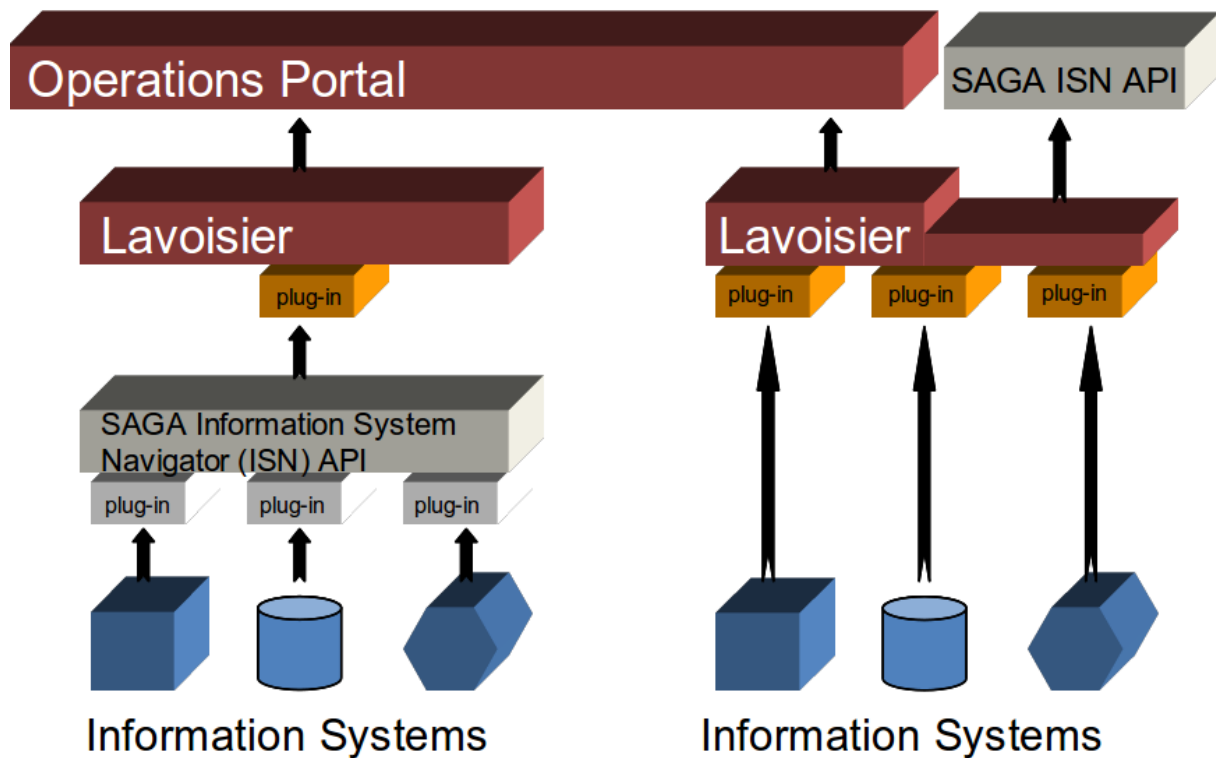 Operations Portal
SAGA ISN API
Lavoisier
Lavoisier
plug-in
plug-in
plug-in
plug-in
SAGA Information System
Navigator (ISN) API
plug-in
plug-in
plug-in
Information Systems
Information Systems